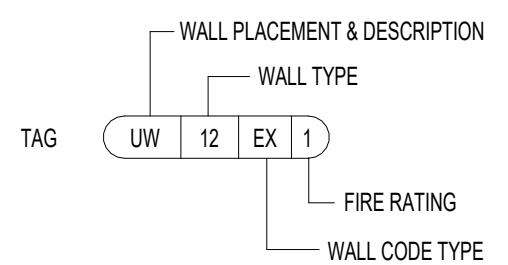 WALL PLACEMENT & DESCRIPTION
WALL TYPE
TAG UW 12 EX 1
FIRE RATING
WALL CODE TYPE